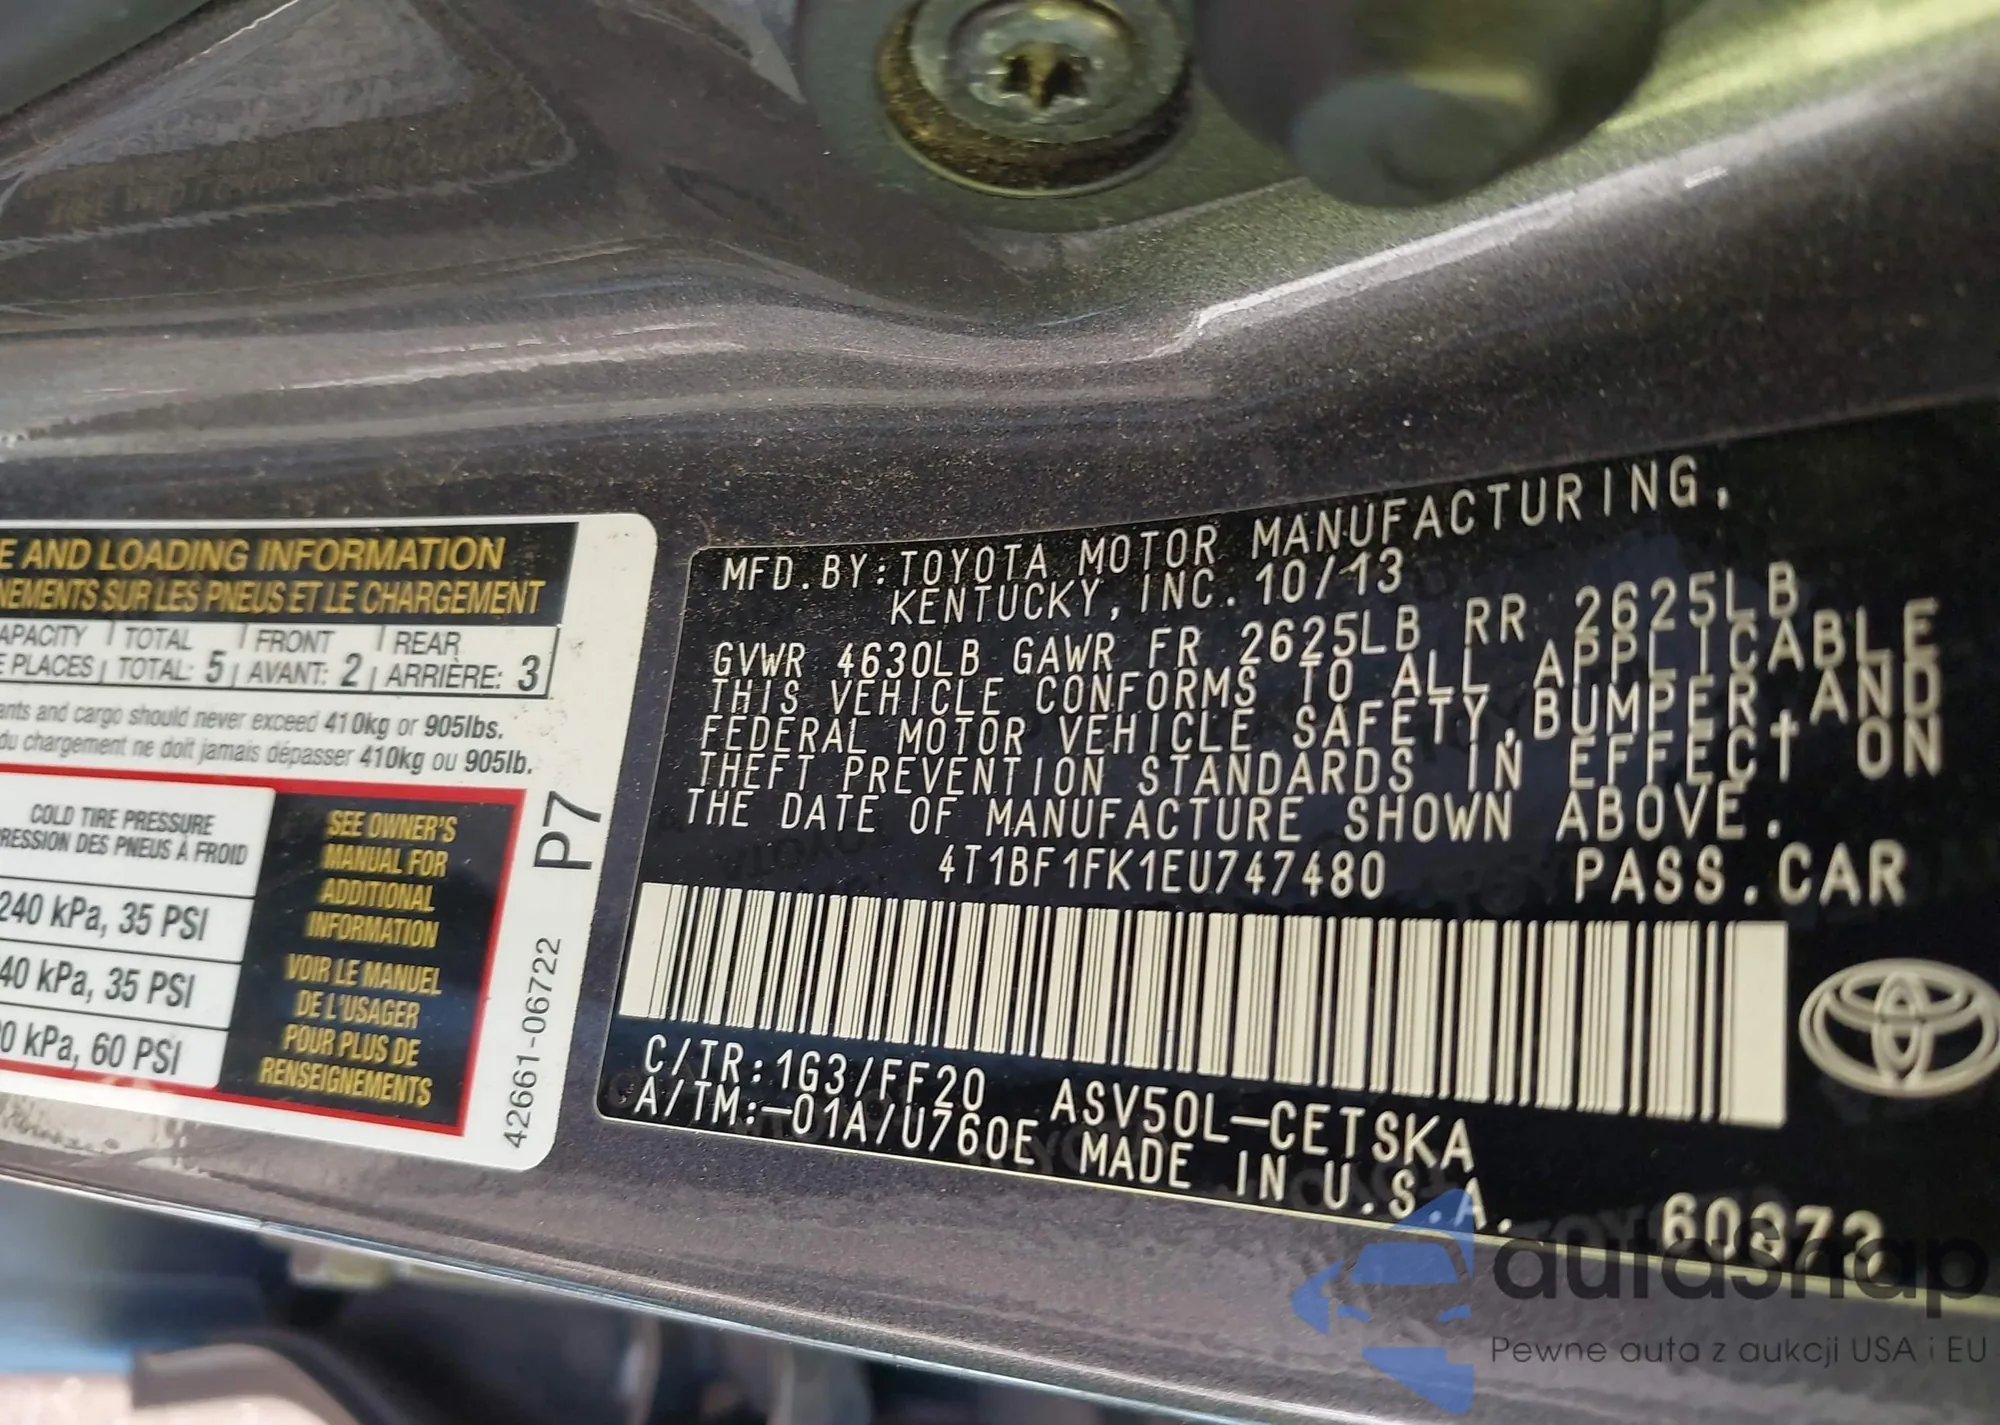 E AND LOADING INFORMATION
NEMENTS SUR LES PNEUS ET LE CHARGEMENT
APACITY TOTAL FRONT REAR
E PLACES TOTAL: 5 AVANT: 2 ARRIÈRE: 3
ants and cargo should never exceed 410kg or 905lbs.
du chargement ne doit jamais dépasser 410kg ou 905lb.
COLD TIRE PRESSURE
RESSION DES PNEUS À FROID
240 kPa, 35 PSI
40 kPa, 35 PSI
0 kPa, 60 PSI
SEE OWNER'S
MANUAL FOR
ADDITIONAL
INFORMATION
VOIR LE MANUEL
DE L'USAGER
POUR PLUS DE
RENSEIGNEMENTS
P7
42661-06722
MFD.BY:TOYOTA MOTOR MANUFACTURING,
KENTUCKY,INC.10/13
GVWR 4630LB GAWR FR 2625LB RR 2625LB
THIS VEHICLE CONFORMS TO ALL APPLICABLE
FEDERAL MOTOR VEHICLE SAFETY,BUMPER,AND
THEFT PREVENTION STANDARDS IN EFFECT ON
THE DATE OF MANUFACTURE SHOWN ABOVE.
4T1BF1FK1EU747480 PASS.CAR
C/TR:1G3/FF20 ASV50L-CETSKA
A/TM:-01A/U760E MADE IN U.S.A.
autasnap
Pewne auta z aukcji USA i EU